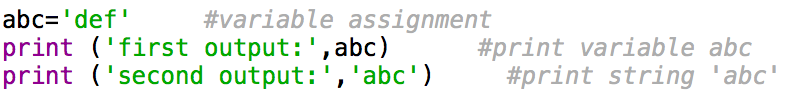 abc='def' #variable assignment
print ('first output:',abc) #print variable abc
print ('second output:','abc') #print string 'abc'